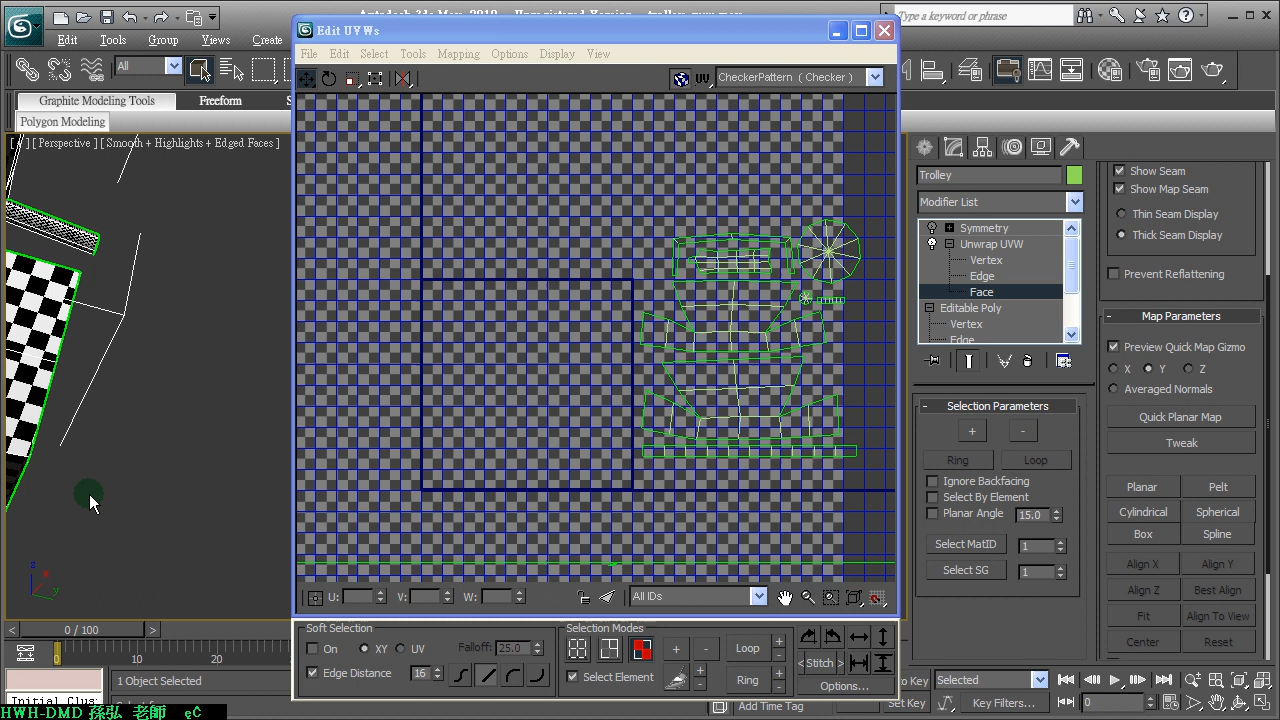 Edit Tools Group Views Create
Type a keyword or phrase
All
Graphite Modeling Tools Freeform
Polygon Modeling
[ Perspective ] [ Smooth + Highlights + Edged Faces ]
Edit UVWs
File Edit Select Tools Mapping Options Display View
UV CheckerPattern ( Checker )
U: V: W: All IDs
Soft Selection
On XY UV Falloff: 25.0
Edge Distance 16
Selection Modes
Select Element
Loop
Ring
Stitch
Options...
Trolley
Modifier List
Symmetry
Unwrap UVW
Vertex
Edge
Face
Editable Poly
Vertex
Edge
Selection Parameters
+ -
Ring Loop
Ignore Backfacing
Select By Element
Planar Angle 15.0
Select MatID 1
Select SG 1
Show Seam
Show Map Seam
Thin Seam Display
Thick Seam Display
Prevent Reflattening
Map Parameters
Preview Quick Map Gizmo
X Y Z
Averaged Normals
Quick Planar Map
Tweak
Planar Pelt
Cylindrical Spherical
Box Spline
Align X Align Y
Align Z Best Align
Fit Align To View
Center Reset
z
x
y
< 0 / 100 >
0 10 20
1 Object Selected
Add Time Tag
Selected
Set Key Key Filters...
0
HWH-DMD 孫弘 老師 eC